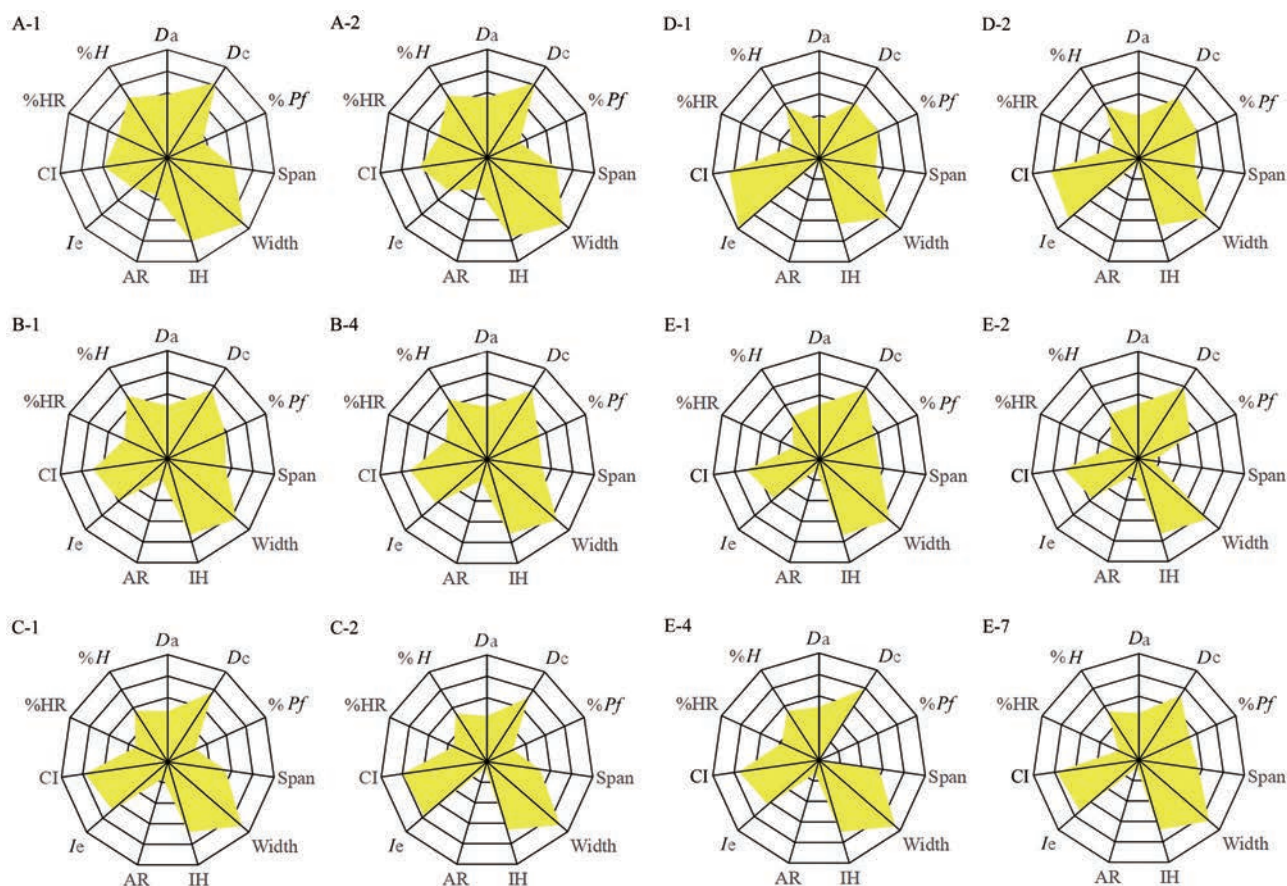 A-1
A-2
D-1
D-2
%H Da Dc
%HR %Pf
CI Span
Ie Width
AR IH
%H Da Dc
%HR %Pf
CI Span
Ie Width
AR IH
%H Da Dc
%HR %Pf
CI Span
Ie Width
AR IH
%H Da Dc
%HR %Pf
CI Span
Ie Width
AR IH
B-1
B-4
E-1
E-2
%H Da Dc
%HR %Pf
CI Span
Ie Width
AR IH
%H Da Dc
%HR %Pf
CI Span
Ie Width
AR IH
%H Da Dc
%HR %Pf
CI Span
Ie Width
AR IH
%H Da Dc
%HR %Pf
CI Span
Ie Width
AR IH
C-1
C-2
E-4
E-7
%H Da Dc
%HR %Pf
CI Span
Ie Width
AR IH
%H Da Dc
%HR %Pf
CI Span
Ie Width
AR IH
%H Da Dc
%HR %Pf
CI Span
Ie Width
AR IH
%H Da Dc
%HR %Pf
CI Span
Ie Width
AR IH